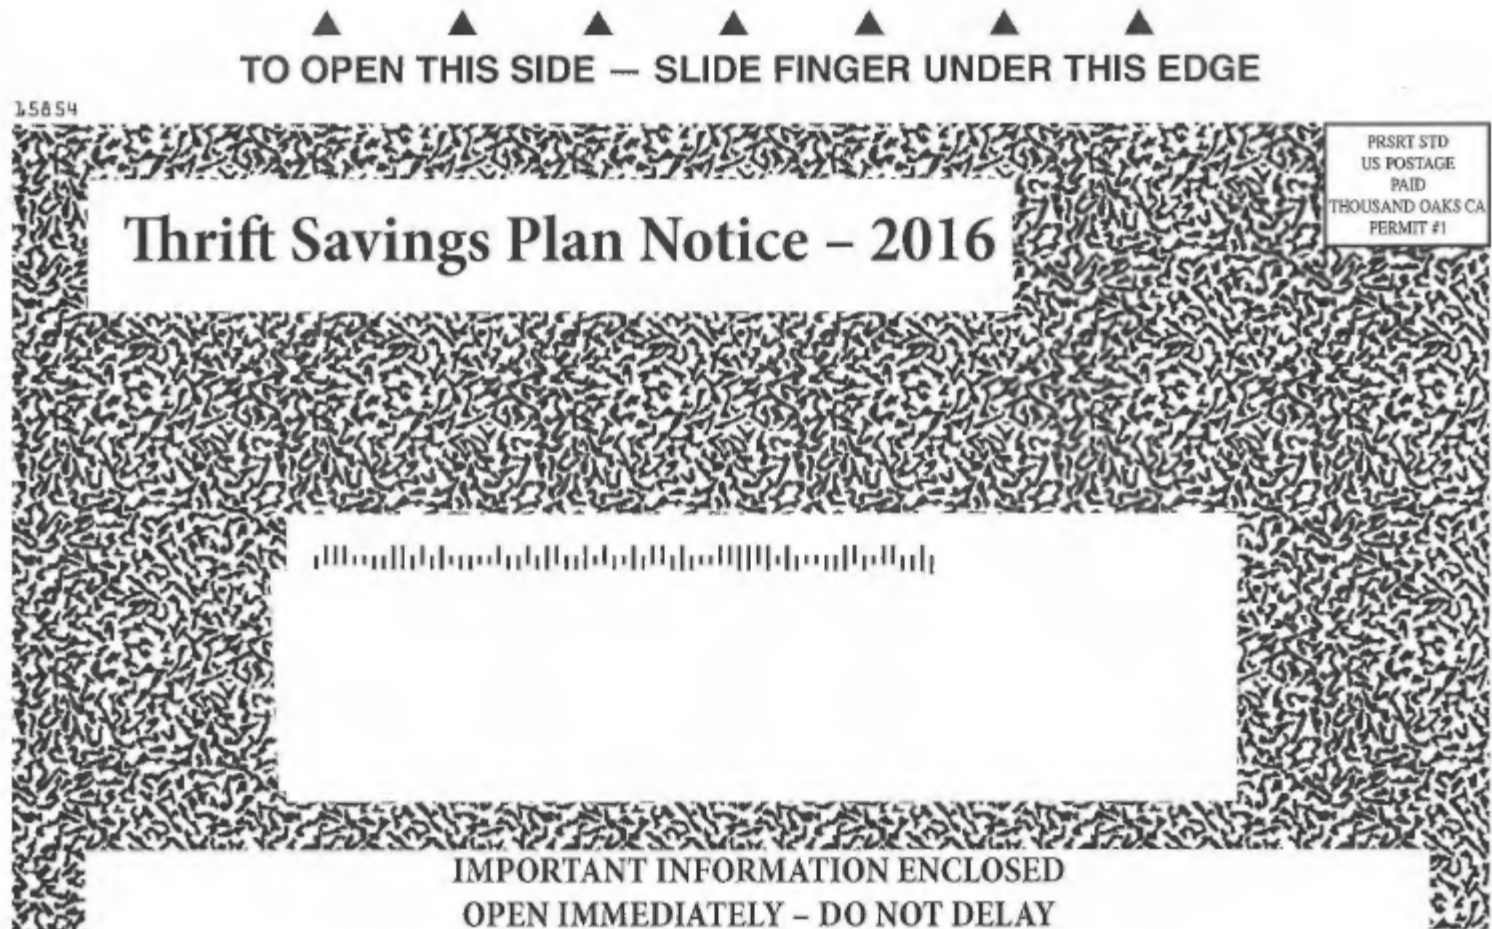 TO OPEN THIS SIDE — SLIDE FINGER UNDER THIS EDGE
15854
PRSRT STD
US POSTAGE
PAID
THOUSAND OAKS CA
PERMIT #1
Thrift Savings Plan Notice – 2016
IMPORTANT INFORMATION ENCLOSED
OPEN IMMEDIATELY – DO NOT DELAY